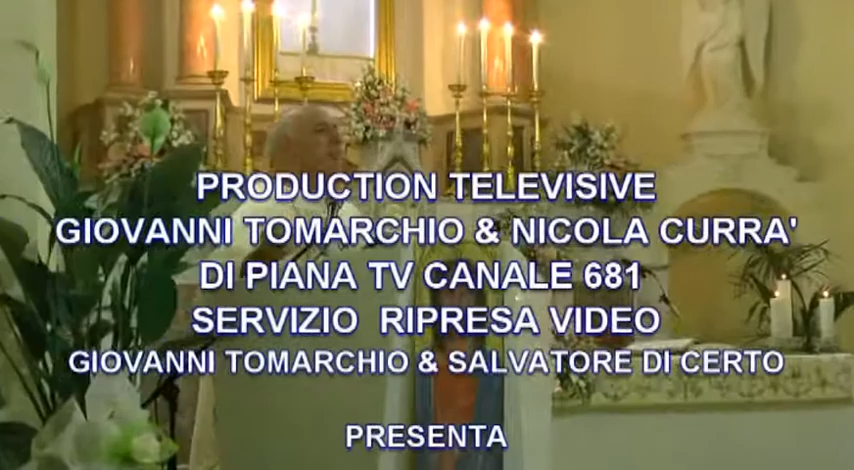 PRODUCTION TELEVISIVE
GIOVANNI TOMARCHIO & NICOLA CURRA'
DI PIANA TV CANALE 681
SERVIZIO RIPRESA VIDEO
GIOVANNI TOMARCHIO & SALVATORE DI CERTO
PRESENTA